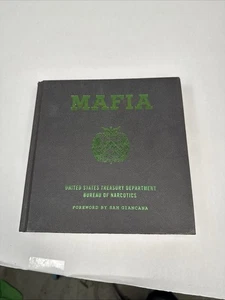 MAFIA
UNITED STATES TREASURY DEPARTMENT
BUREAU OF NARCOTICS
FOREWORD BY SAM GIANCANA